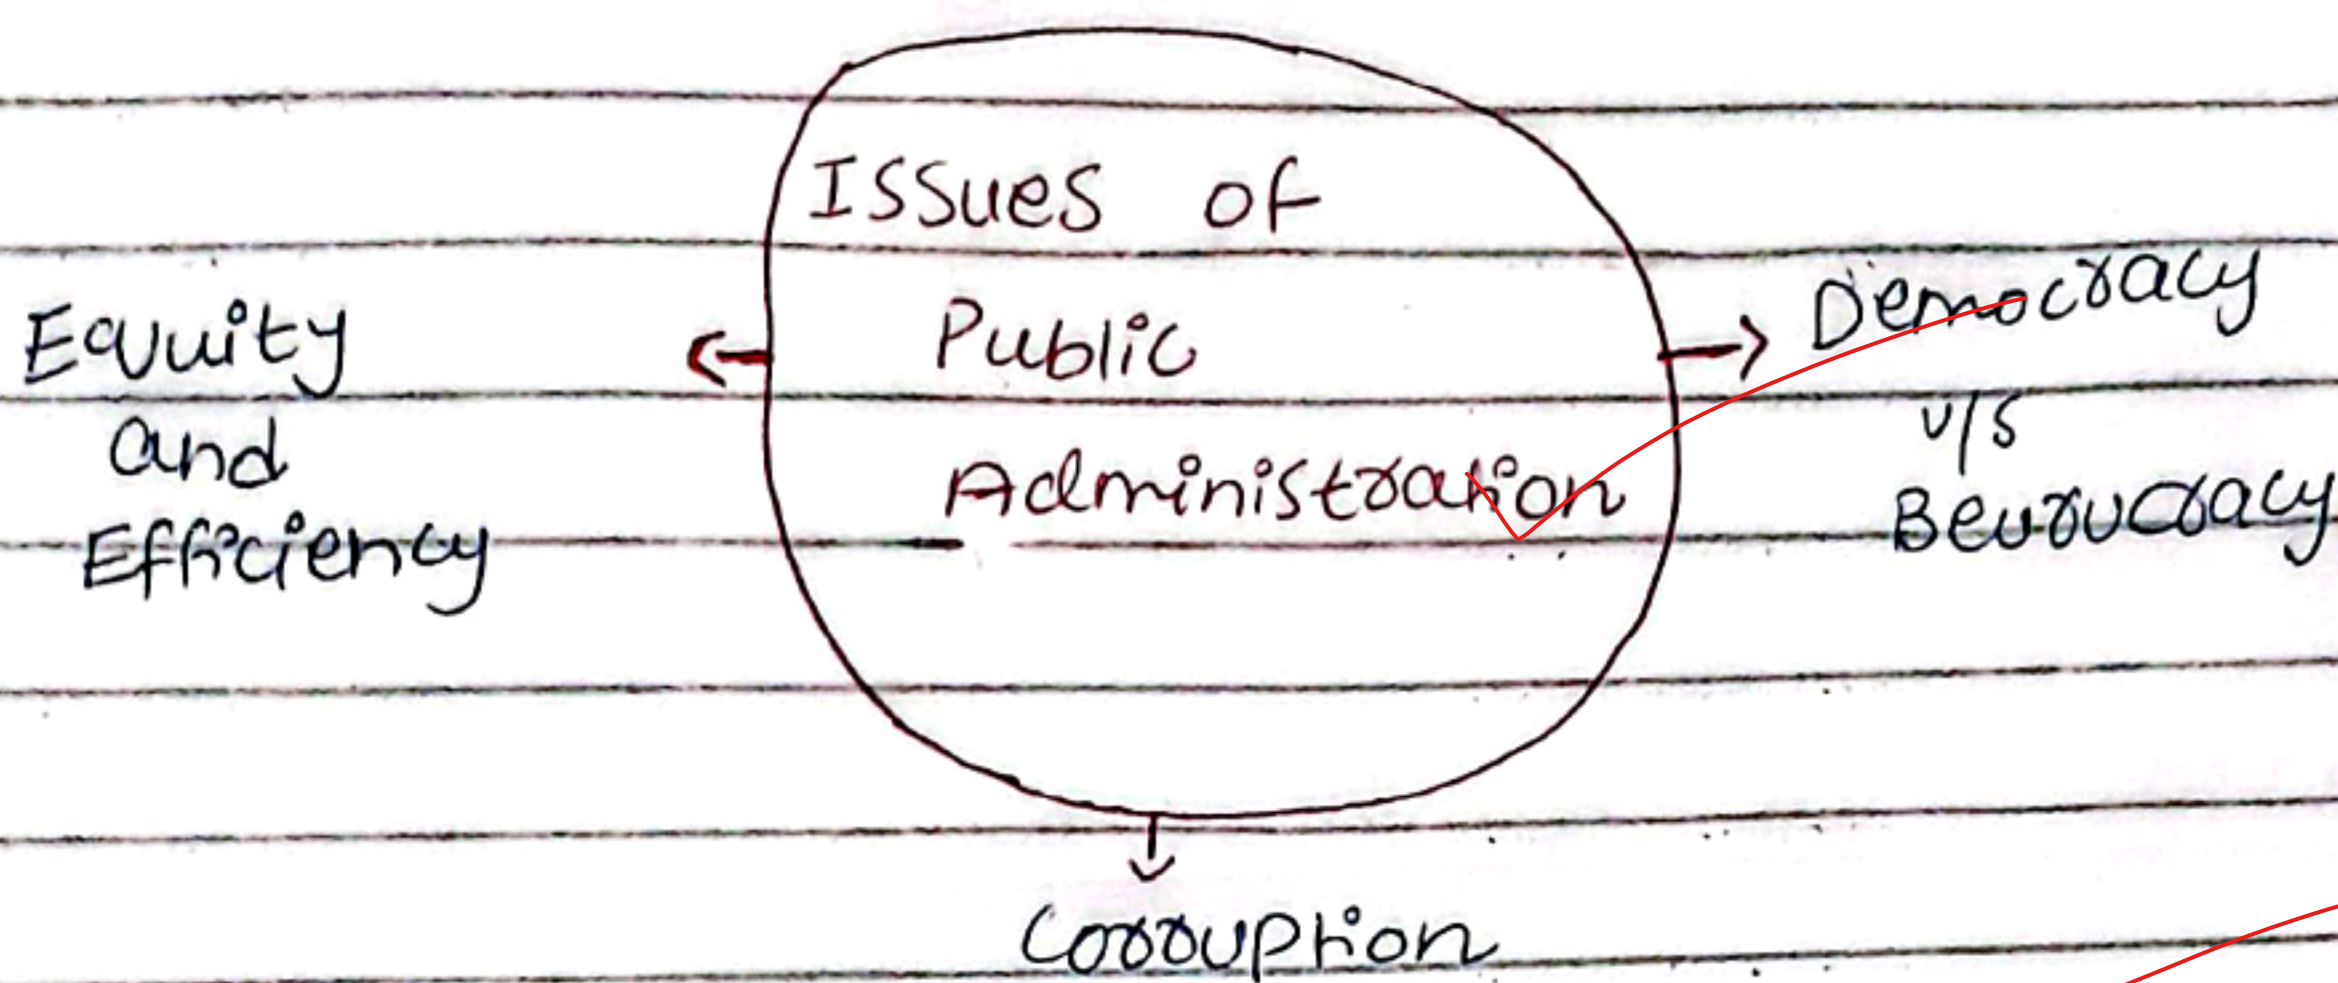 Issues of
Public
Administration
Equity
and
Efficiency
Democracy
v/s
Beurucracy
Corruption